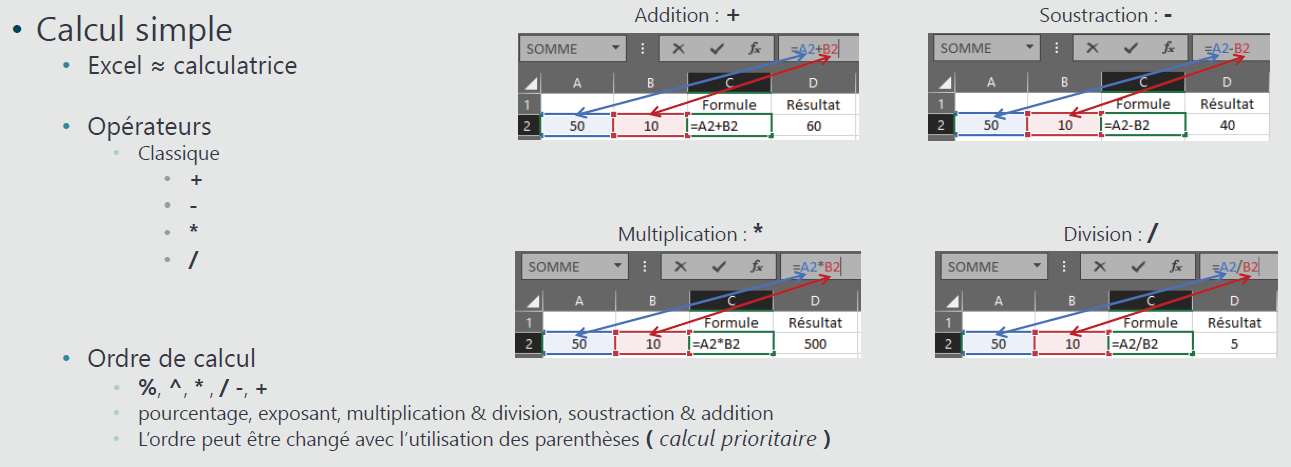 • Calcul simple
• Excel ≈ calculatrice
• Opérateurs
• Classique
• +
• -
• *
• /
• Ordre de calcul
• %, ^, * , / -, +
• pourcentage, exposant, multiplication & division, soustraction & addition
• L'ordre peut être changé avec l'utilisation des parenthèses ( calcul prioritaire )
Addition : +
SOMME fx =A2+B2
A B C D
1 Formule Résultat
2 50 10 =A2+B2 60
Soustraction : -
SOMME fx =A2-B2
A B C D
1 Formule Résultat
2 50 10 =A2-B2 40
Multiplication : *
SOMME fx =A2*B2
A B C D
1 Formule Résultat
2 50 10 =A2*B2 500
Division : /
SOMME fx =A2/B2
A B C D
1 Formule Résultat
2 50 10 =A2/B2 5